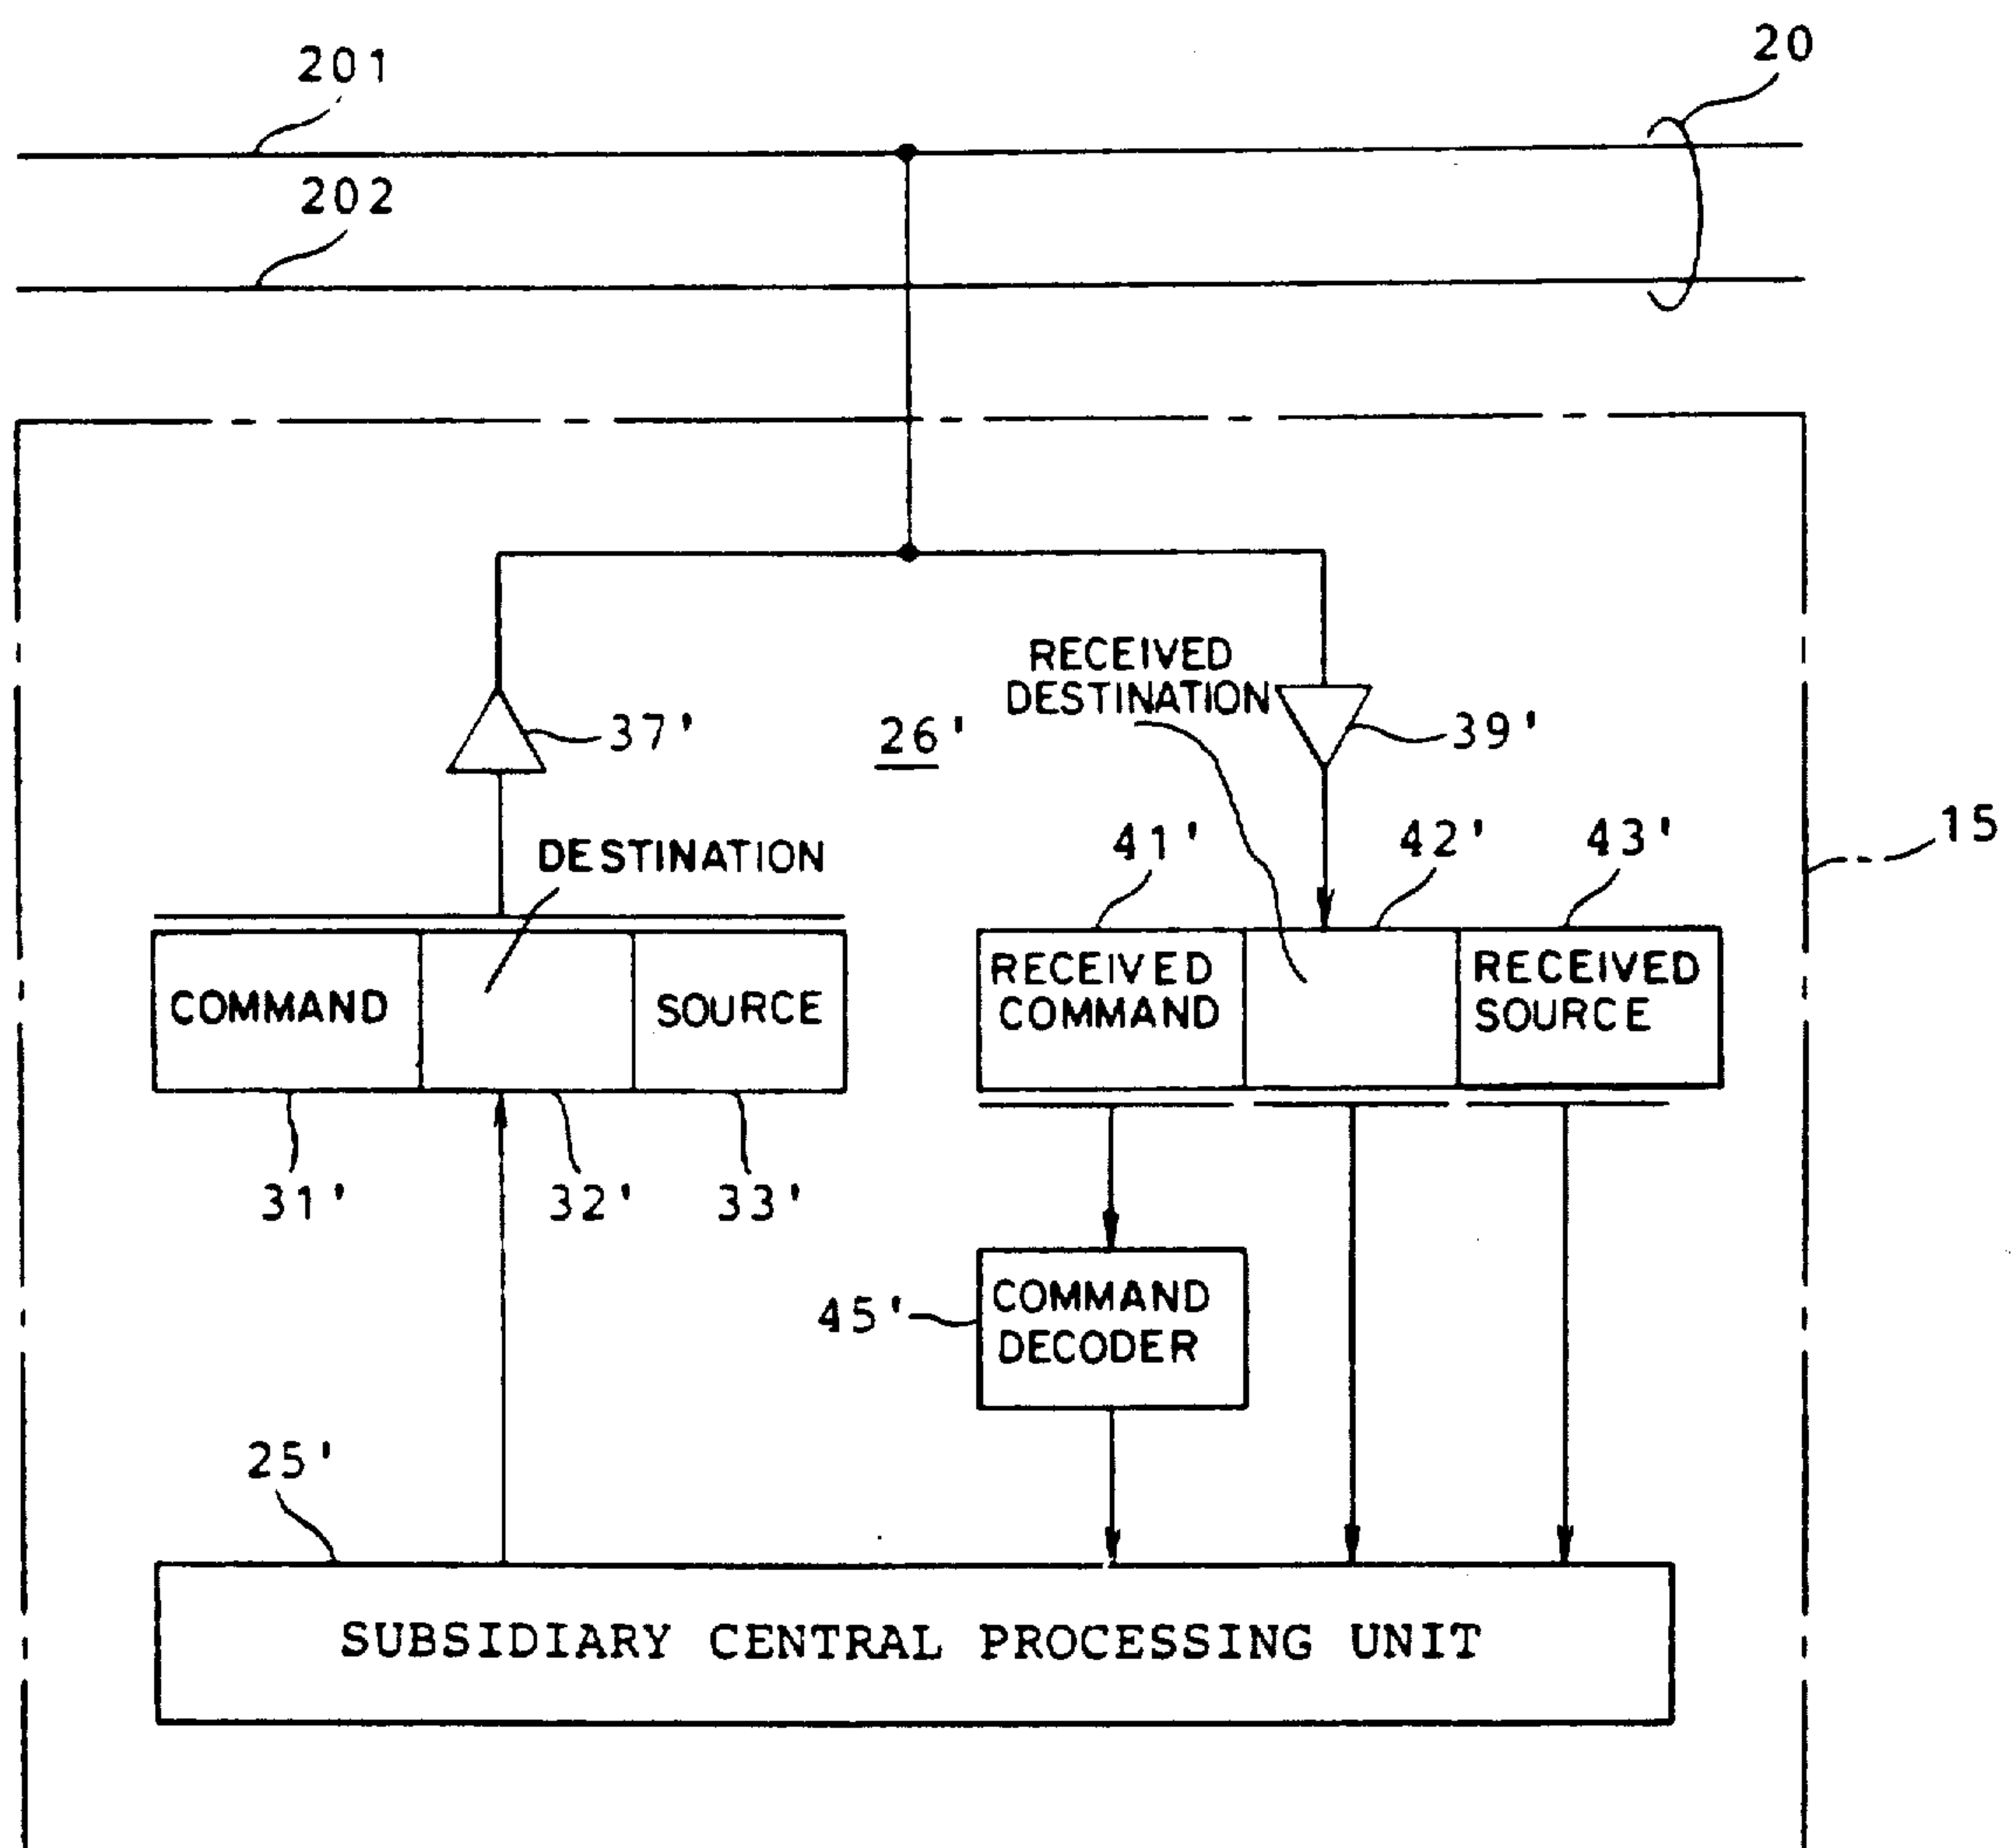 20
201
202
RECEIVED
DESTINATION
37'
26'
39'
15
DESTINATION
41'
42'
43'
COMMAND
SOURCE
RECEIVED
COMMAND
RECEIVED
SOURCE
31'
32'
33'
45'
COMMAND
DECODER
25'
SUBSIDIARY CENTRAL PROCESSING UNIT